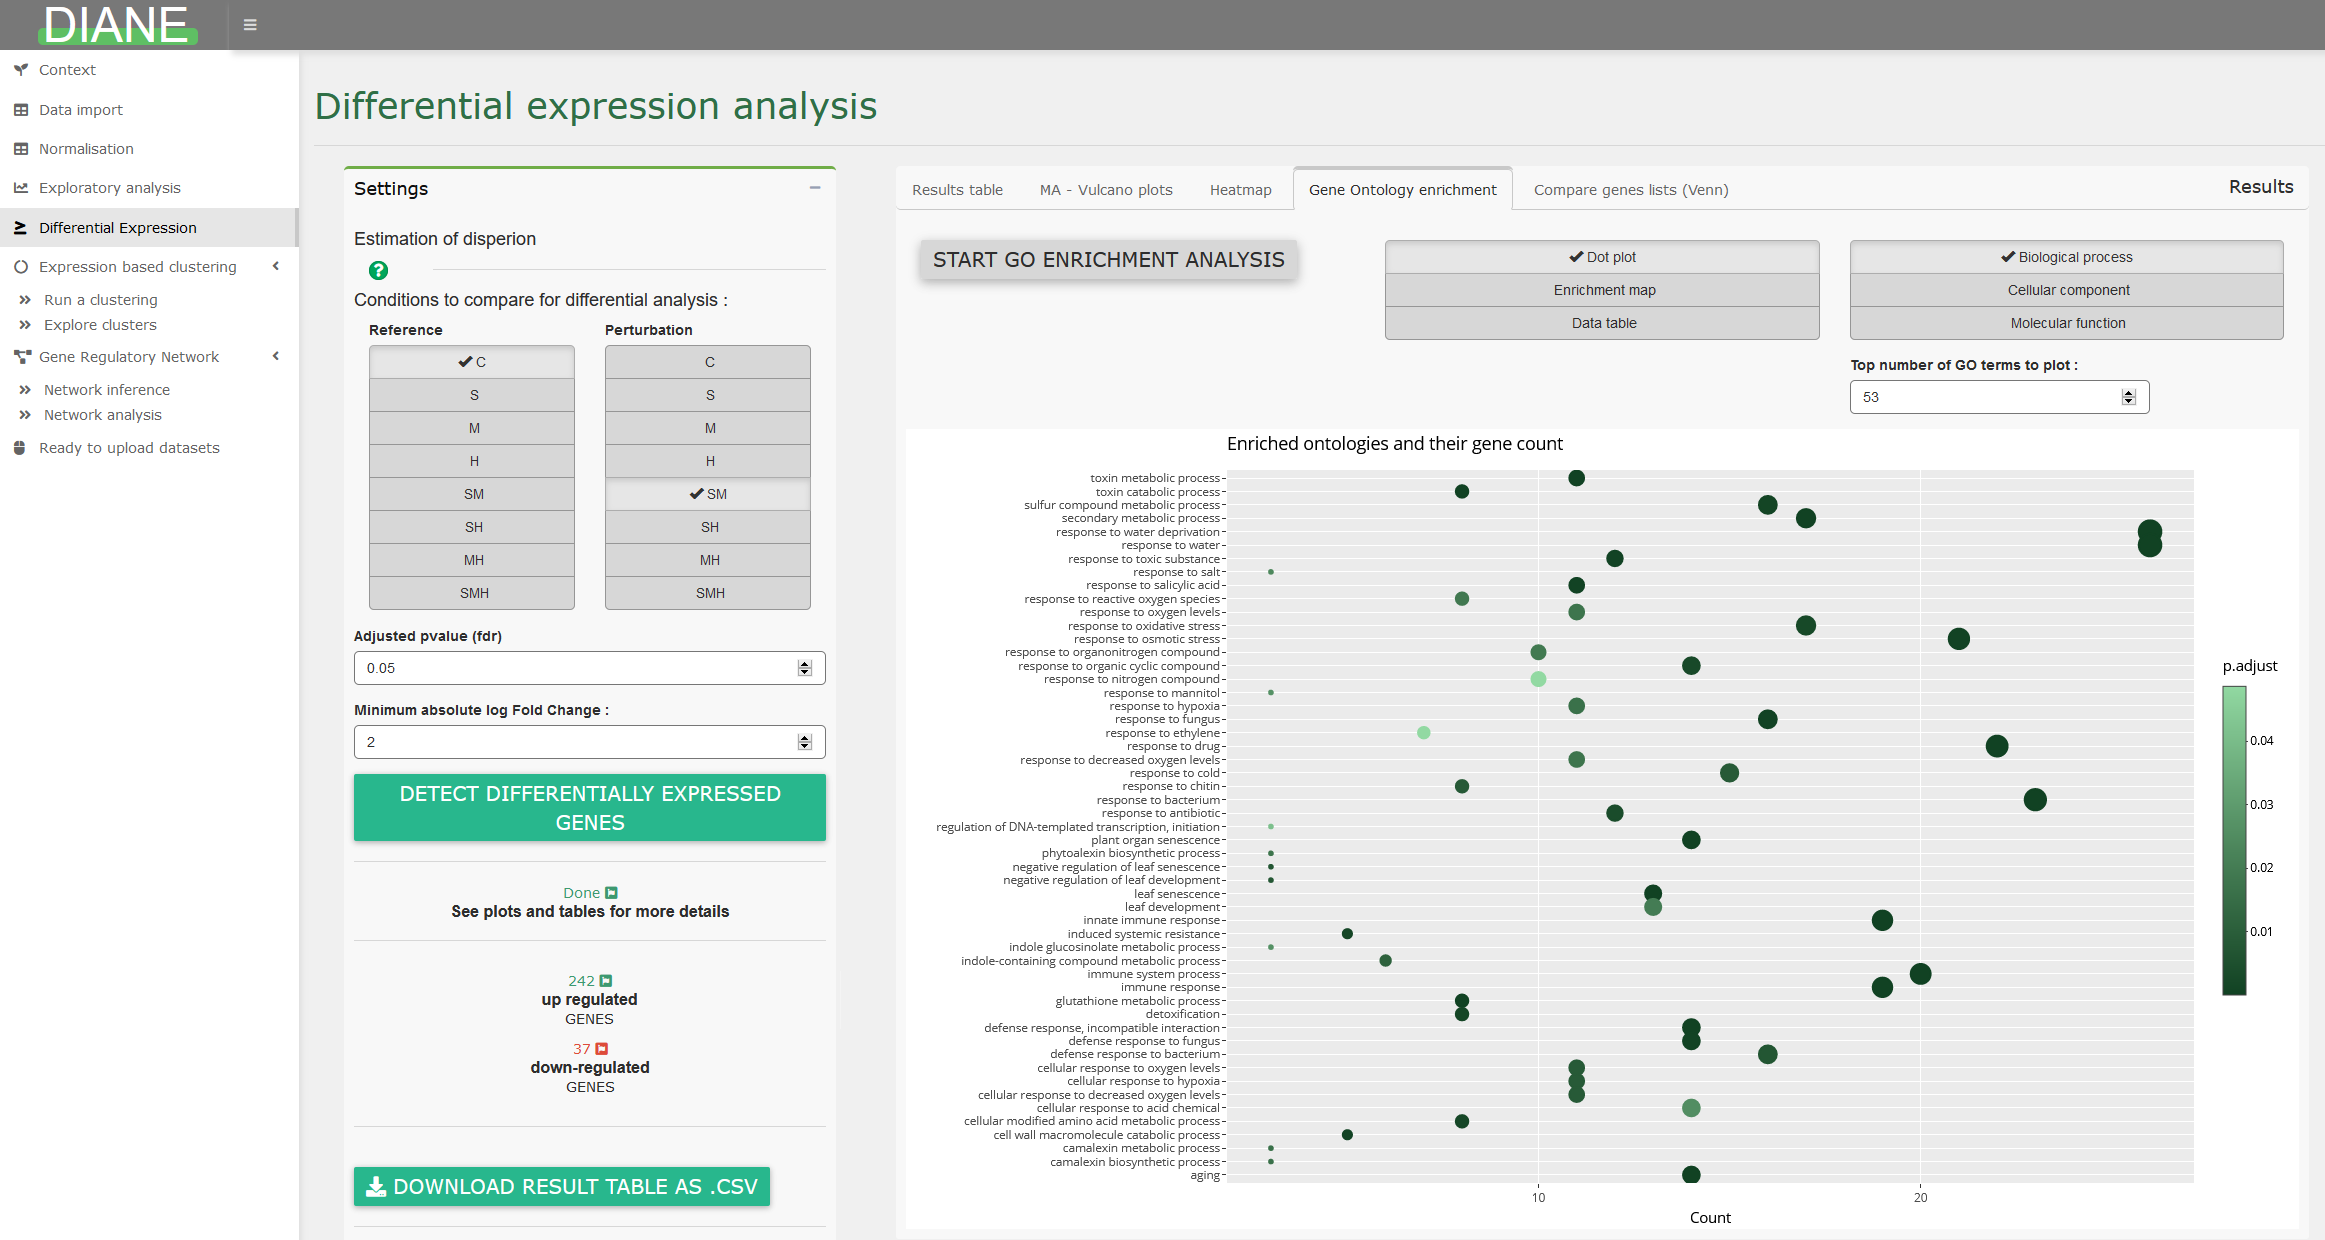 DIANE
Context
Data import
Normalisation
Exploratory analysis
Differential Expression
Expression based clustering
Run a clustering
Explore clusters
Gene Regulatory Network
Network inference
Network analysis
Ready to upload datasets
Differential expression analysis
Settings
Estimation of disperion
?
Conditions to compare for differential analysis :
Reference
C
S
M
H
SM
SH
MH
SMH
Perturbation
C
S
M
H
SM
SH
MH
SMH
Adjusted pvalue (fdr)
0.05
Minimum absolute log Fold Change :
2
DETECT DIFFERENTIALLY EXPRESSED
GENES
Done
See plots and tables for more details
242
up regulated
GENES
37
down-regulated
GENES
DOWNLOAD RESULT TABLE AS .CSV
Results table
MA - Vulcano plots
Heatmap
Gene Ontology enrichment
Compare genes lists (Venn)
Results
START GO ENRICHMENT ANALYSIS
Dot plot
Enrichment map
Data table
Biological process
Cellular component
Molecular function
Top number of GO terms to plot :
53
Enriched ontologies and their gene count
toxin metabolic process
toxin catabolic process
sulfur compound metabolic process
secondary metabolic process
response to water deprivation
response to water
response to toxic substance
response to salt
response to salicylic acid
response to reactive oxygen species
response to oxygen levels
response to oxidative stress
response to osmotic stress
response to organonitrogen compound
response to organic cyclic compound
response to nitrogen compound
response to mannitol
response to hypoxia
response to fungus
response to ethylene
response to drug
response to decreased oxygen levels
response to cold
response to chitin
response to bacterium
response to antibiotic
regulation of DNA-templated transcription, initiation
plant organ senescence
phytoalexin biosynthetic process
negative regulation of leaf senescence
negative regulation of leaf development
leaf senescence
leaf development
innate immune response
induced systemic resistance
indole glucosinolate metabolic process
indole-containing compound metabolic process
immune system process
immune response
glutathione metabolic process
detoxification
defense response, incompatible interaction
defense response to fungus
defense response to bacterium
cellular response to oxygen levels
cellular response to hypoxia
cellular response to decreased oxygen levels
cellular response to acid chemical
cellular modified amino acid metabolic process
cell wall macromolecule catabolic process
camalexin metabolic process
camalexin biosynthetic process
aging
10
20
Count
p.adjust
0.04
0.03
0.02
0.01